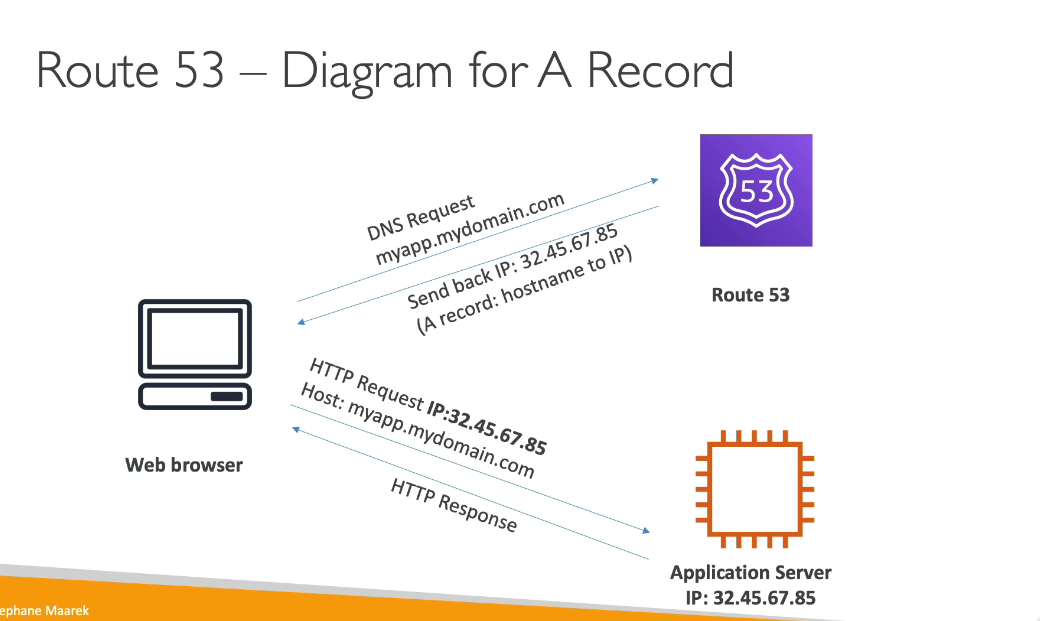 Route 53 – Diagram for A Record
53
DNS Request
myapp.mydomain.com
Send back IP: 32.45.67.85
(A record: hostname to IP)
Route 53
HTTP Request IP:32.45.67.85
Host: myapp.mydomain.com
HTTP Response
Web browser
Application Server
IP: 32.45.67.85
ephane Maarek